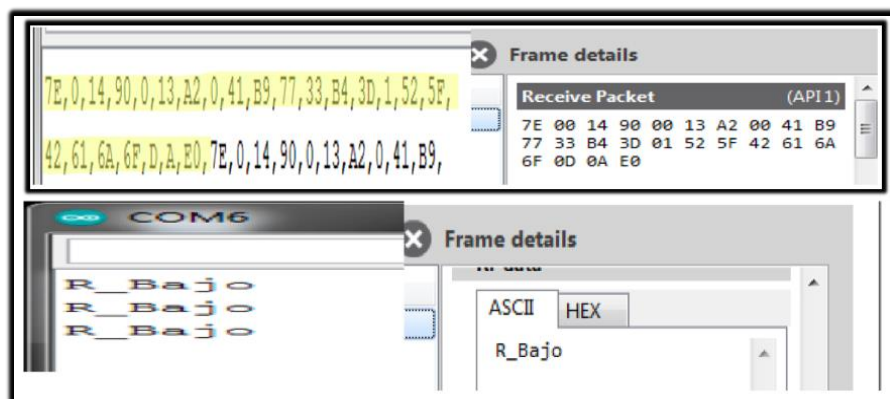 7E,0,14,90,0,13,A2,0,41,B9,77,33,B4,3D,1,52,5F,
42,61,6A,6F,D,A,E0,7E,0,14,90,0,13,A2,0,41,B9,
Frame details
Receive Packet (API 1)
7E 00 14 90 00 13 A2 00 41 B9
77 33 B4 3D 01 52 5F 42 61 6A
6F 0D 0A E0
COM6
R_Bajo
R_Bajo
R_Bajo
Frame details
ASCII HEX
R_Bajo